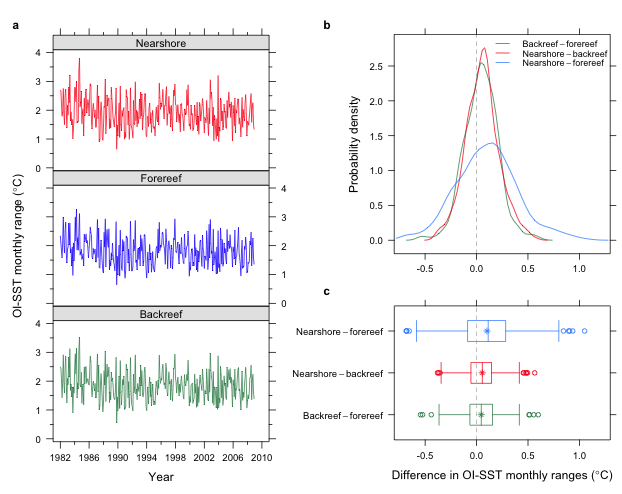 a
Nearshore
4
3
2
1
0
Forereef
4
3
2
1
0
Backreef
4
3
2
1
0
OI-SST monthly range (°C)
1982 1986 1990 1994 1998 2002 2006 2010
Year
b
Backreef – forereef
Nearshore – backreef
Nearshore – forereef
2.5
2.0
1.5
1.0
0.5
0.0
Probability density
-0.5 0.0 0.5 1.0
c
Nearshore – forereef
Nearshore – backreef
Backreef – forereef
-0.5 0.0 0.5 1.0
Difference in OI-SST monthly ranges (°C)